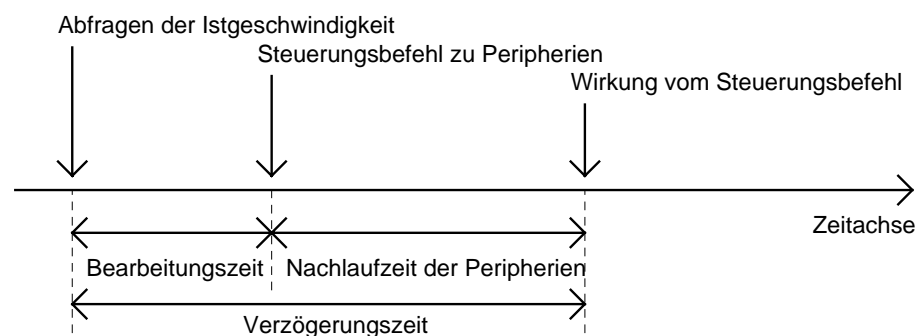 Abfragen der Istgeschwindigkeit
Steuerungsbefehl zu Peripherien
Wirkung vom Steuerungsbefehl
Zeitachse
Bearbeitungszeit
Nachlaufzeit der Peripherien
Verzögerungszeit